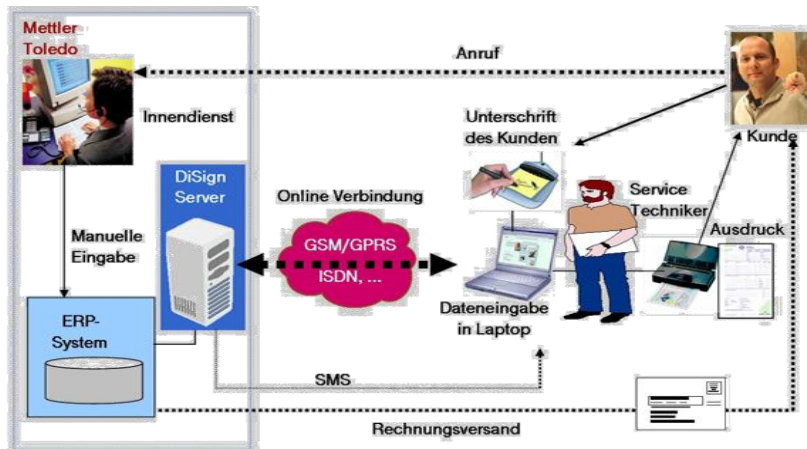 Mettler
Toledo
Anruf
Innendienst
Unterschrift
des Kunden
Kunde
DiSign
Server
Online Verbindung
Service
Techniker
Ausdruck
Manuelle
Eingabe
GSM/GPRS
ISDN, ...
Dateneingabe
in Laptop
ERP-
System
SMS
Rechnungsversand